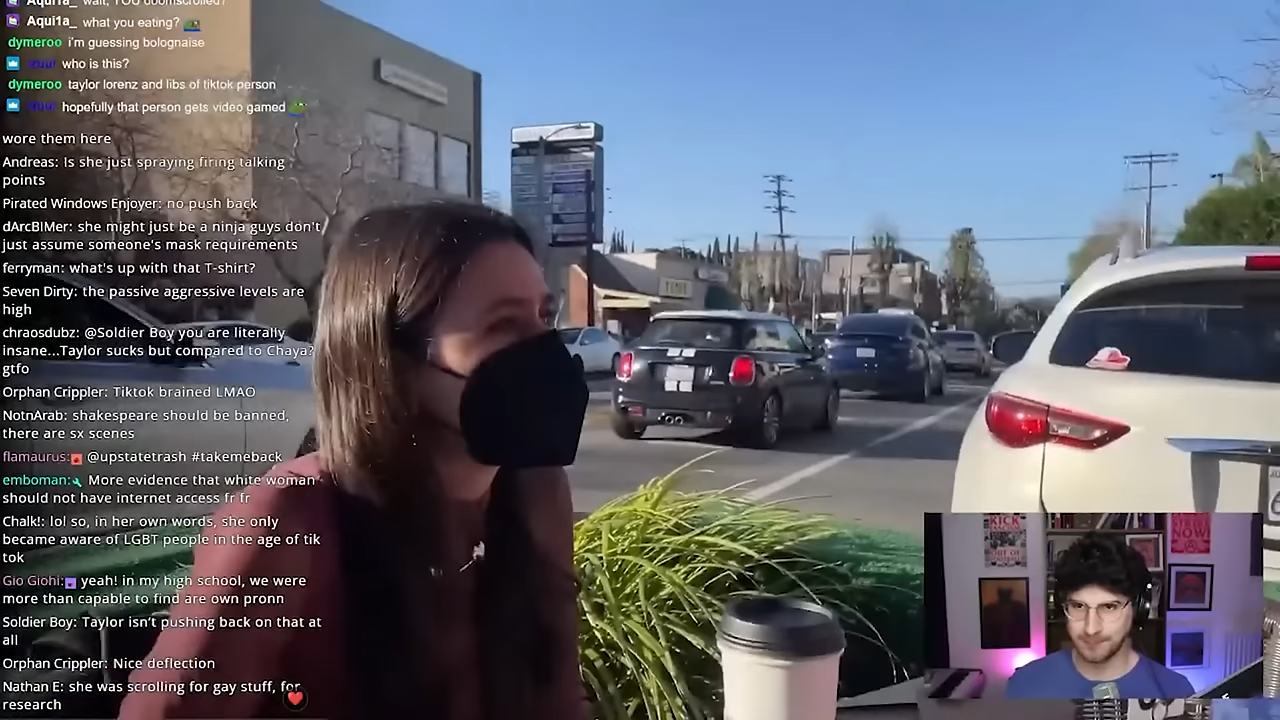 Aqui1a_ wait, YOU doomscrolled?
Aqui1a_ what you eating?
dymeroo i'm guessing bolognaise
who is this?
dymeroo taylor lorenz and libs of tiktok person
hopefully that person gets video gamed
wore them here
Andreas: Is she just spraying firing talking
points
Pirated Windows Enjoyer: no push back
dArcBlMer: she might just be a ninja guys don't
just assume someone's mask requirements
ferryman: what's up with that T-shirt?
Seven Dirty: the passive aggressive levels are
high
chraosdubz: @Soldier Boy you are literally
insane...Taylor sucks but compared to Chaya?
gtfo
Orphan Crippler: Tiktok brained LMAO
NotnArab: shakespeare should be banned,
there are sx scenes
flamaurus: @upstatetrash #takemeback
emboman: More evidence that white woman
should not have internet access fr fr
Chalk!: lol so, in her own words, she only
became aware of LGBT people in the age of tik
tok
Gio Giohi: yeah! in my high school, we were
more than capable to find are own pronn
Soldier Boy: Taylor isn't pushing back on that at
all
Orphan Crippler: Nice deflection
Nathan E: she was scrolling for gay stuff, for
research
KICK
OUT OF
NOW!